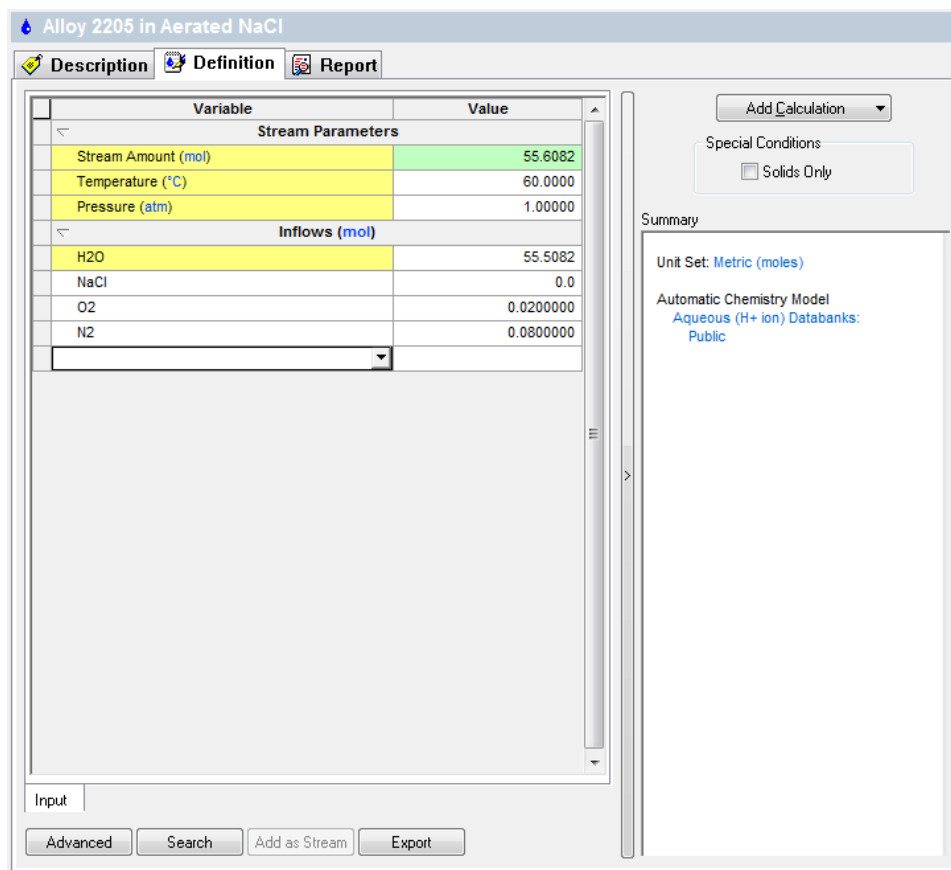 Alloy 2205 in Aerated NaCl
Description Definition Report
Variable Value
Stream Parameters
Stream Amount (mol) 55.6082
Temperature (°C) 60.0000
Pressure (atm) 1.00000
Inflows (mol)
H2O 55.5082
NaCl 0.0
O2 0.0200000
N2 0.0800000
Input
Advanced Search Add as Stream Export
Add Calculation
Special Conditions
Solids Only
Summary
Unit Set: Metric (moles)
Automatic Chemistry Model
Aqueous (H+ ion) Databanks:
Public